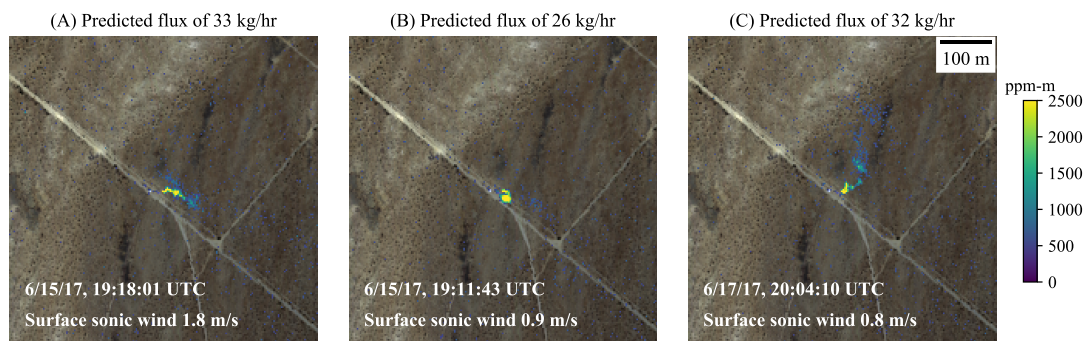 (A) Predicted flux of 33 kg/hr
(B) Predicted flux of 26 kg/hr
(C) Predicted flux of 32 kg/hr
100 m
ppm-m
2500
2000
1500
1000
500
0
6/15/17, 19:18:01 UTC
Surface sonic wind 1.8 m/s
6/15/17, 19:11:43 UTC
Surface sonic wind 0.9 m/s
6/17/17, 20:04:10 UTC
Surface sonic wind 0.8 m/s